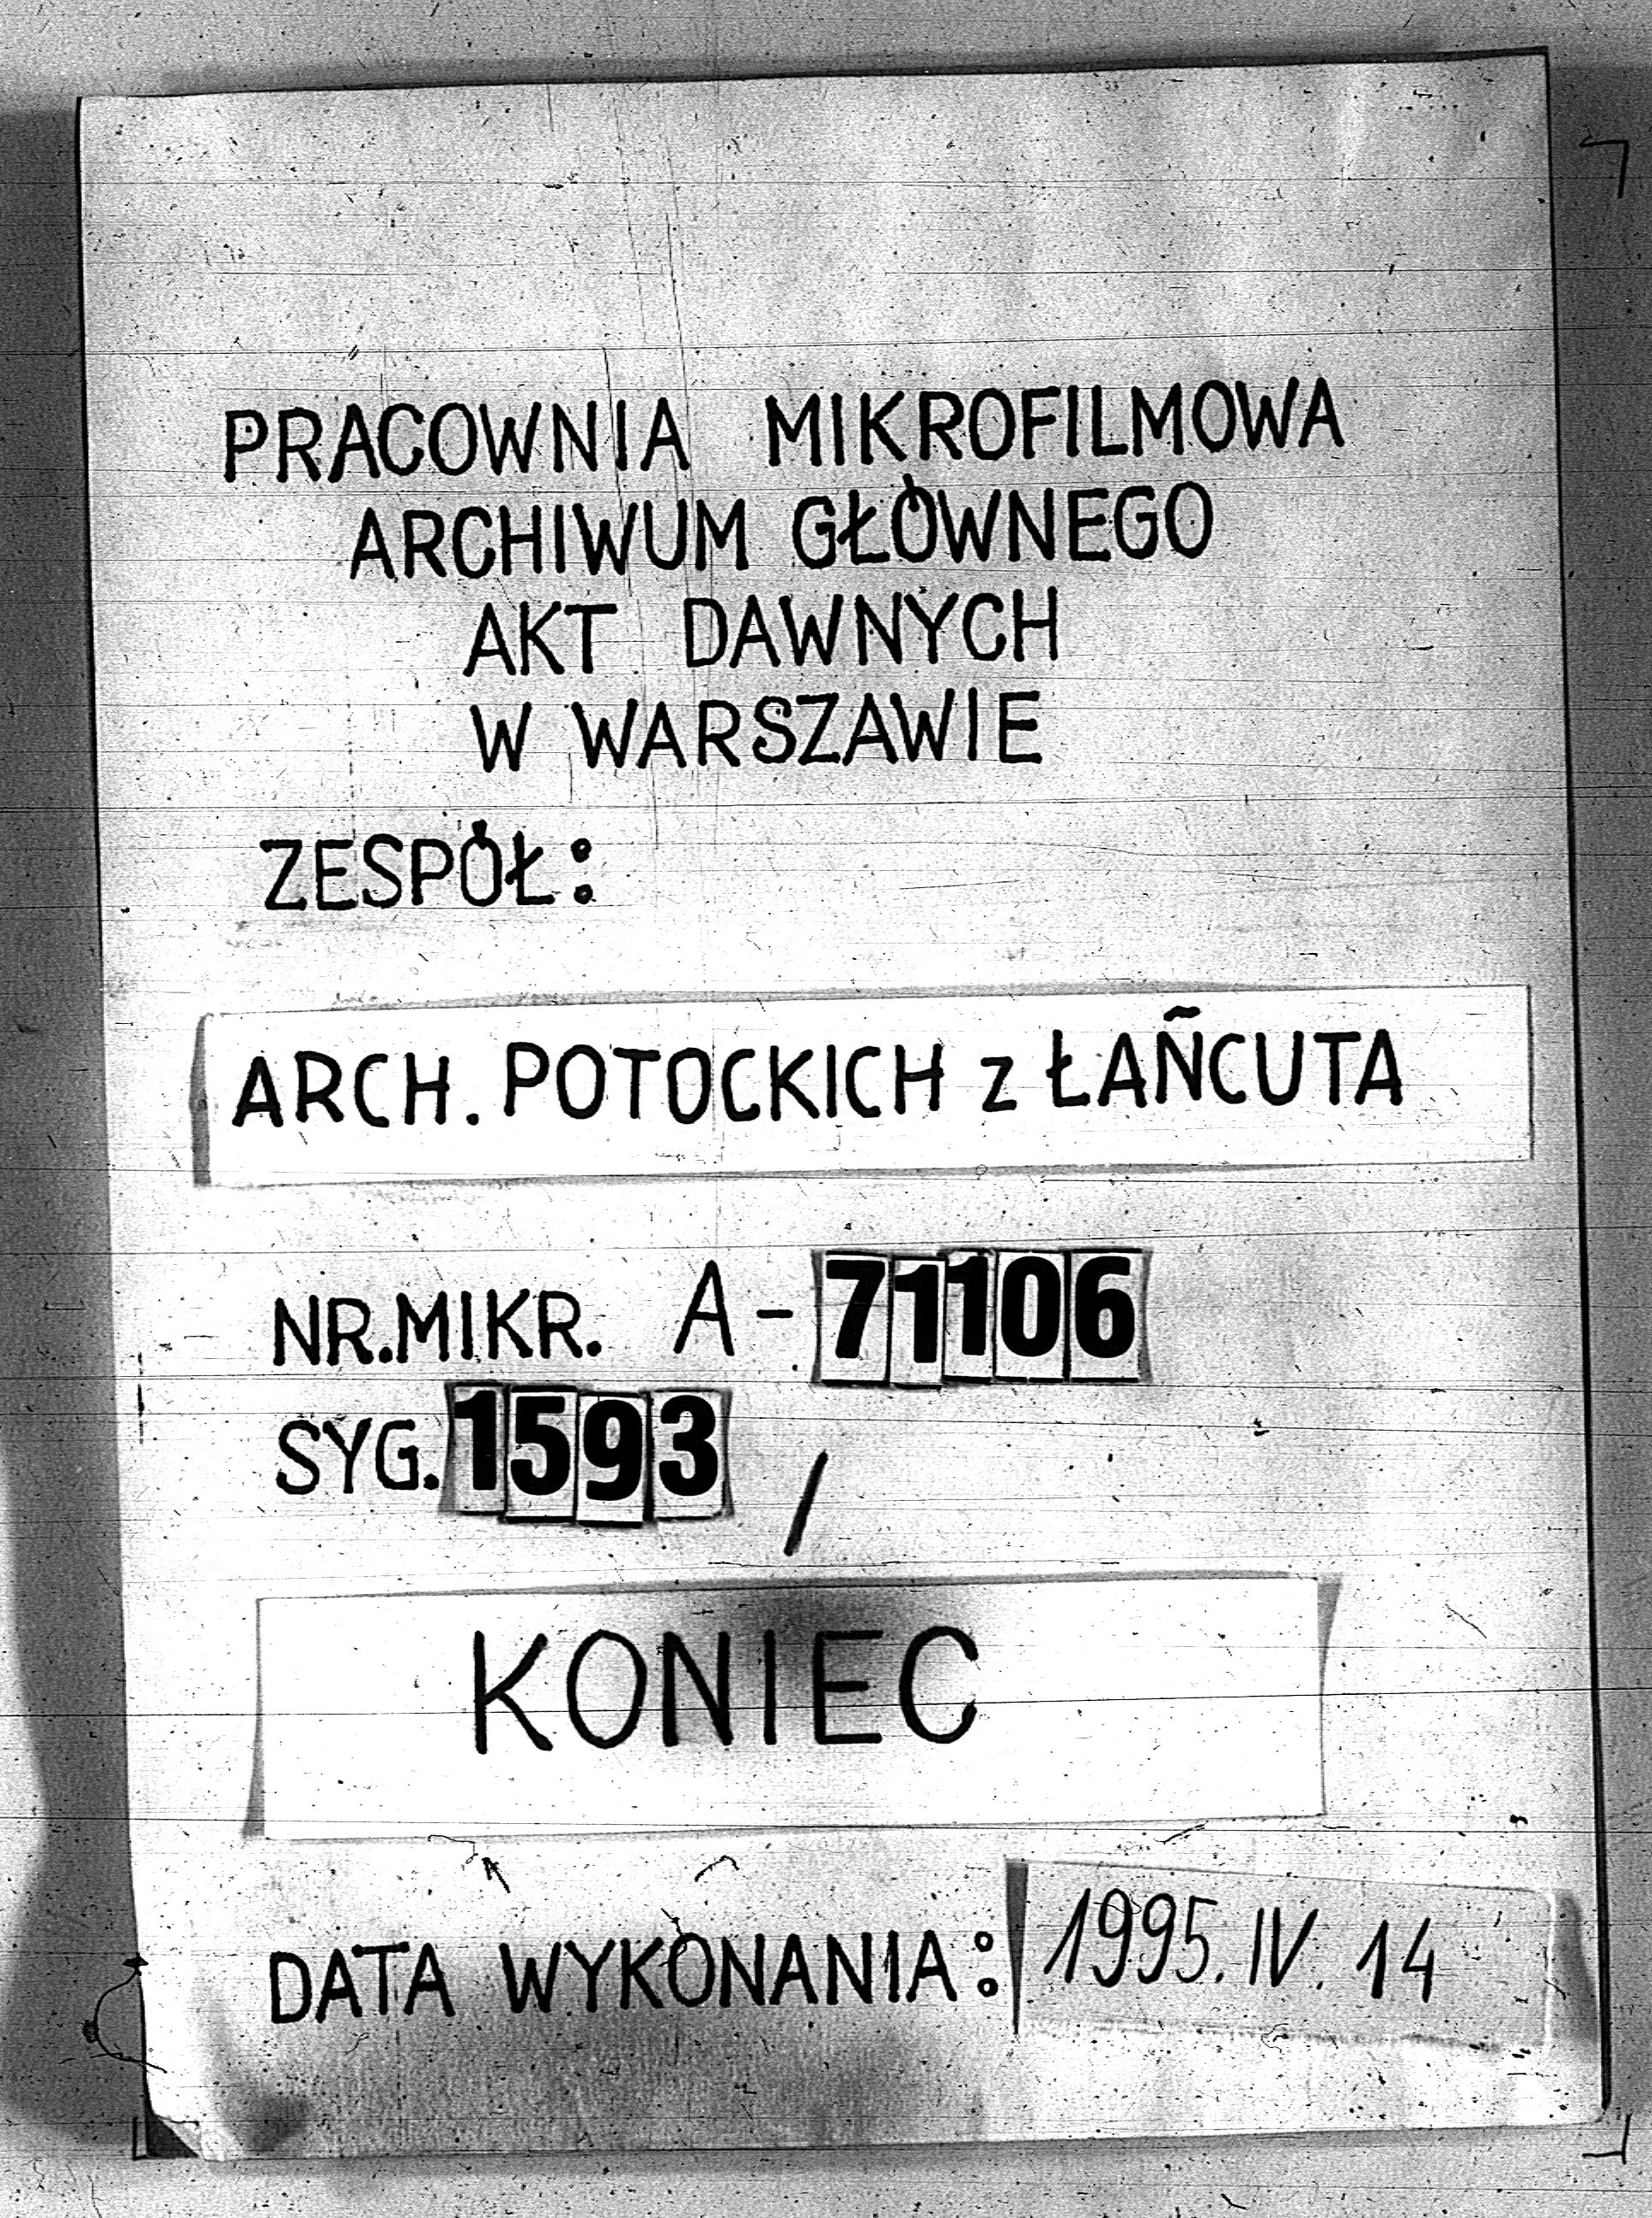 PRACOWNIA MIKROFILMOWA
ARCHIWUM GŁÓWNEGO
AKT DAWNYCH
W WARSZAWIE
ZESPÓŁ:
ARCH. POTOCKICH z ŁAÑCUTA
NR.MIKR. A-71106
SYG.1593 /
KONIEC
DATA WYKONANIA: 1995.IV.14